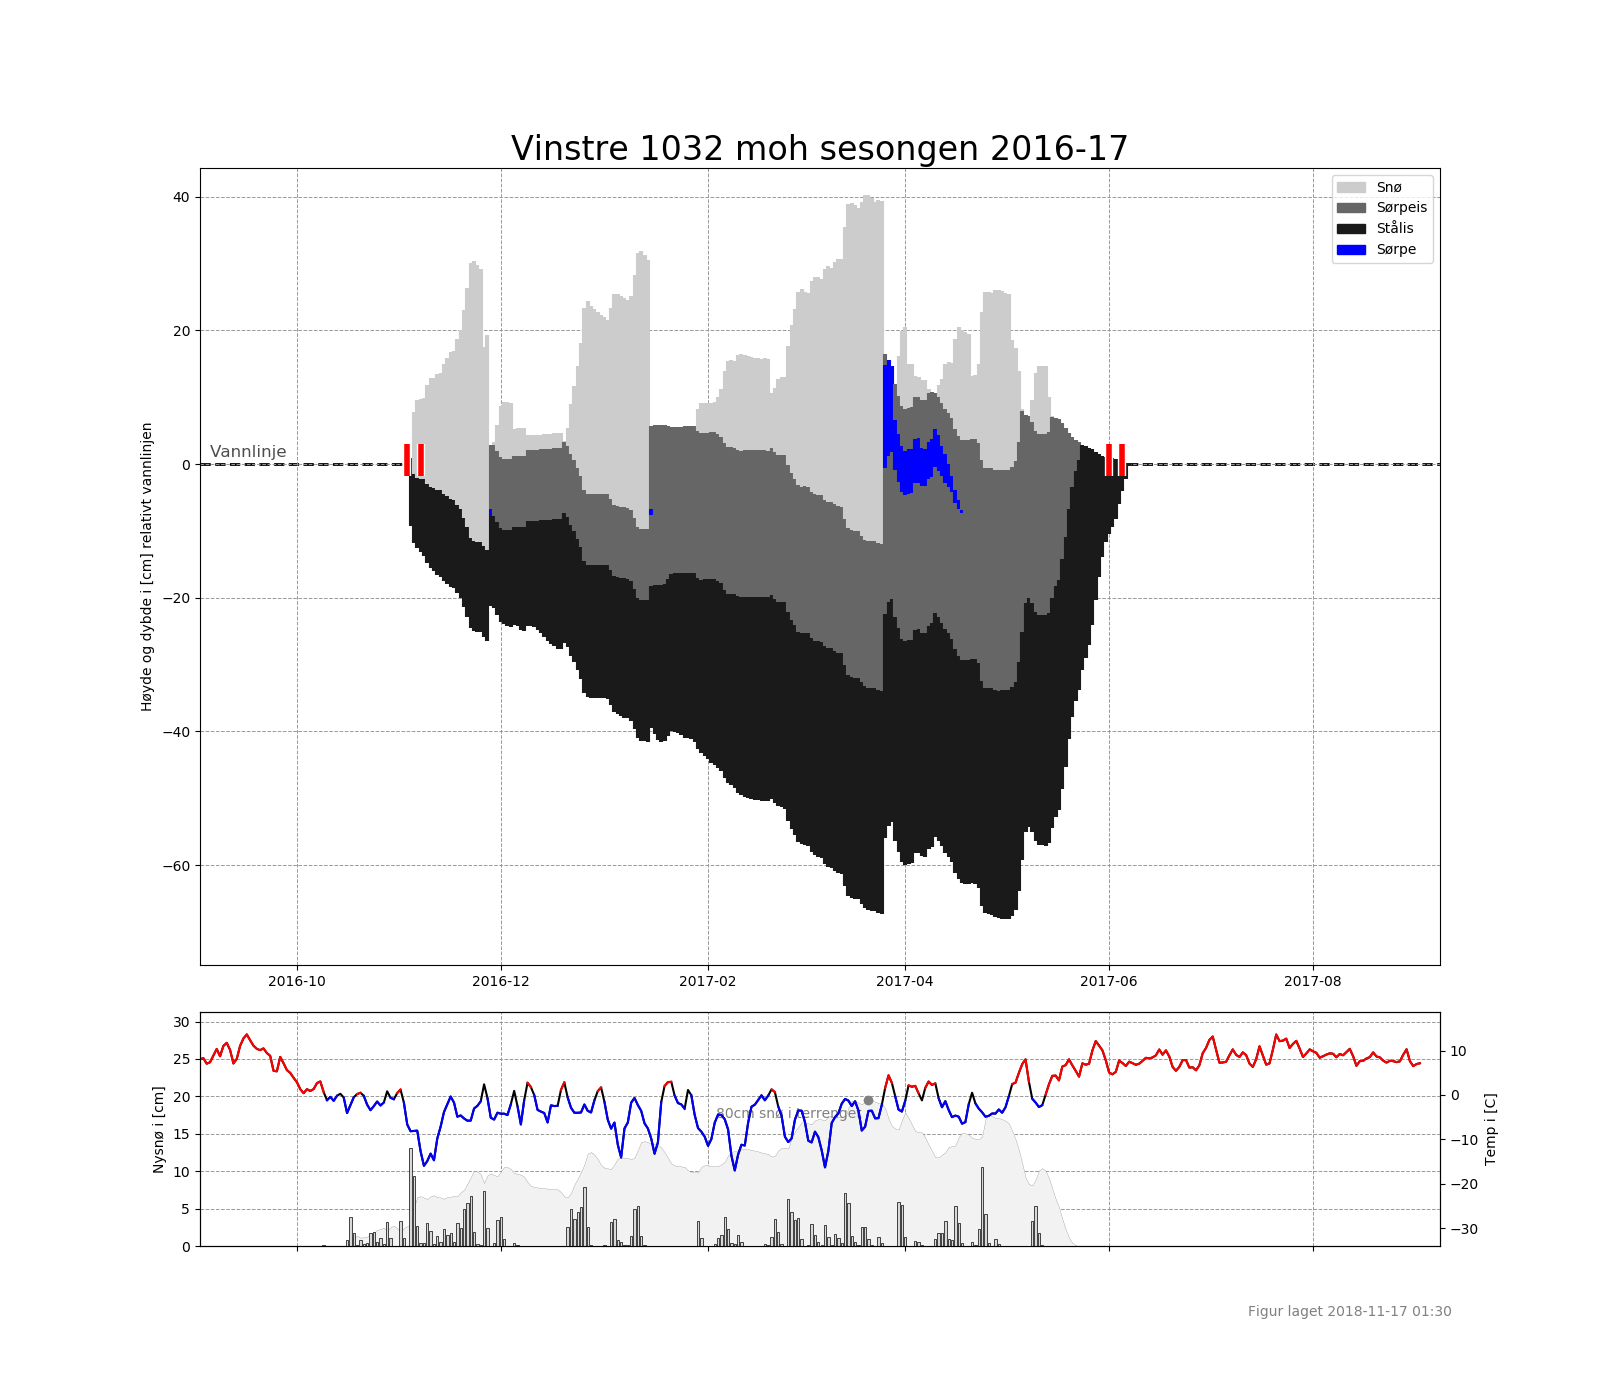 Vinstre 1032 moh sesongen 2016-17
Høyde og dybde i [cm] relativt vannlinjen
40
20
0
−20
−40
−60
Vannlinje
Snø
Sørpeis
Stålis
Sørpe
2016-10 2016-12 2017-02 2017-04 2017-06 2017-08
Nysnø i [cm]
30
25
20
15
10
5
0
80cm snø i terrenget
10
0
−10
−20
−30
Temp i [C]
Figur laget 2018-11-17 01:30